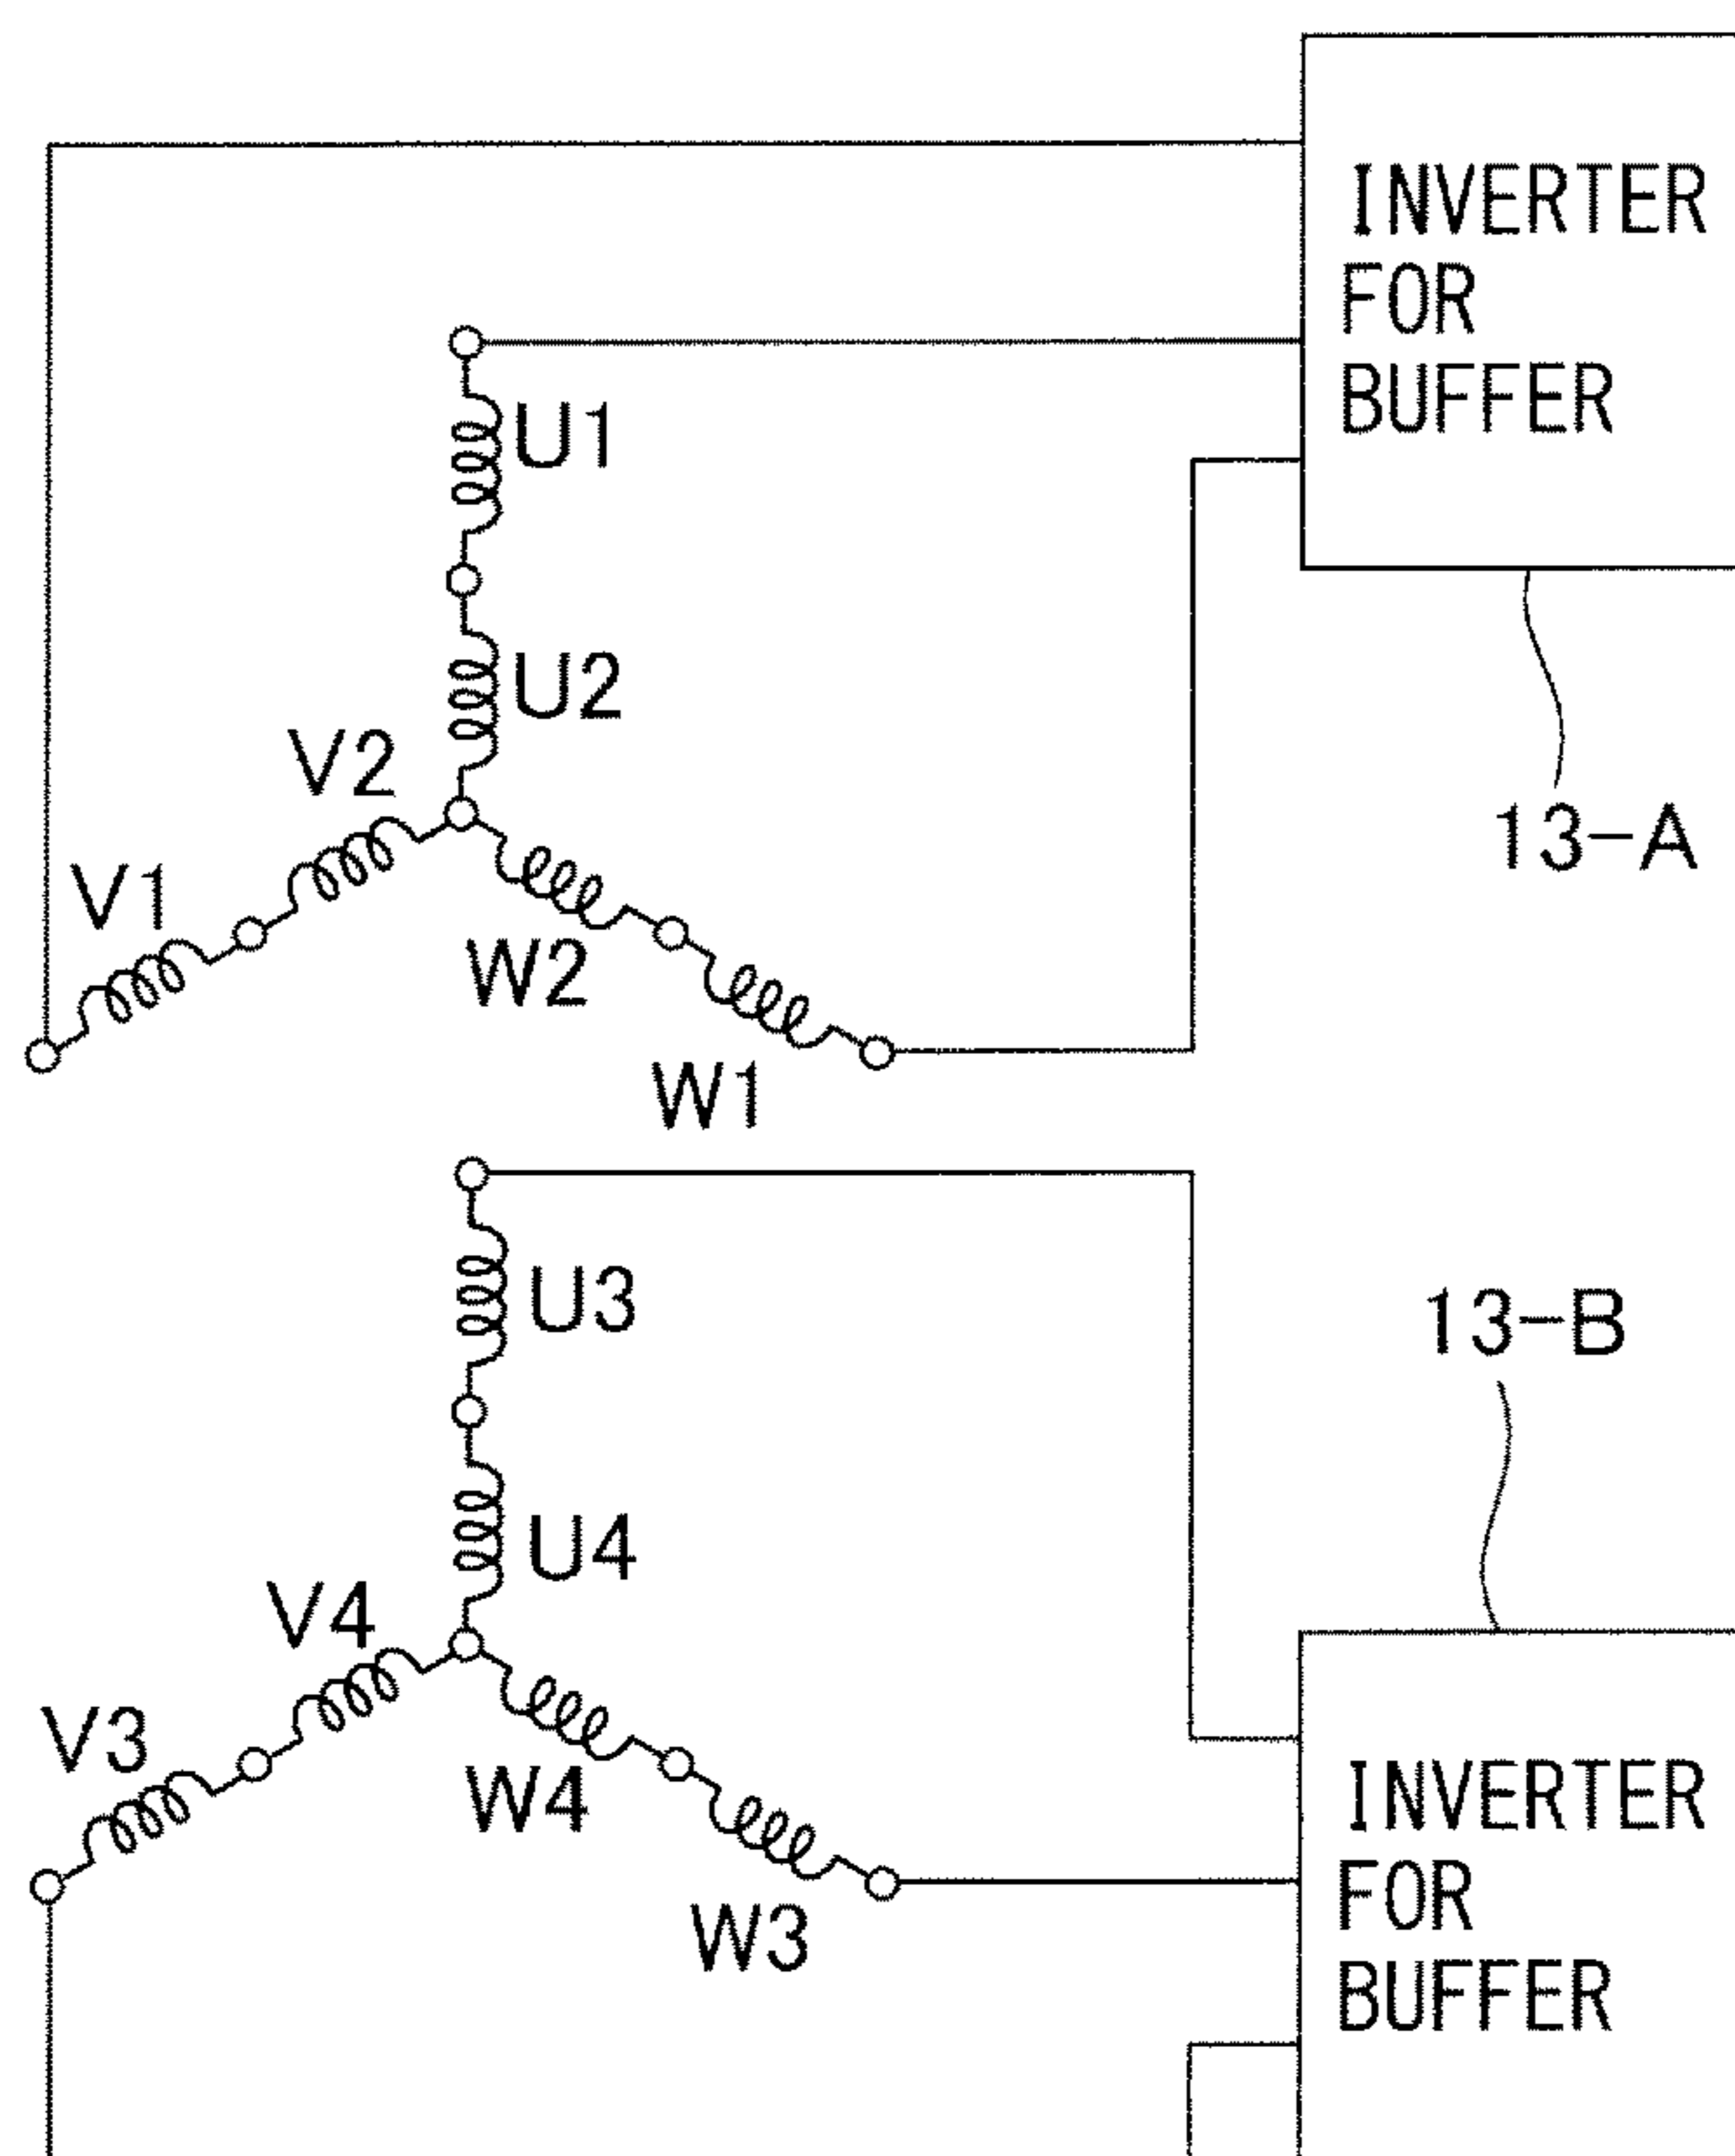 INVERTER
FOR
BUFFER
U1
U2
V2
V1
13-A
W2
W1
U3
13-B
U4
V4
V3
W4
INVERTER
FOR
BUFFER
W3